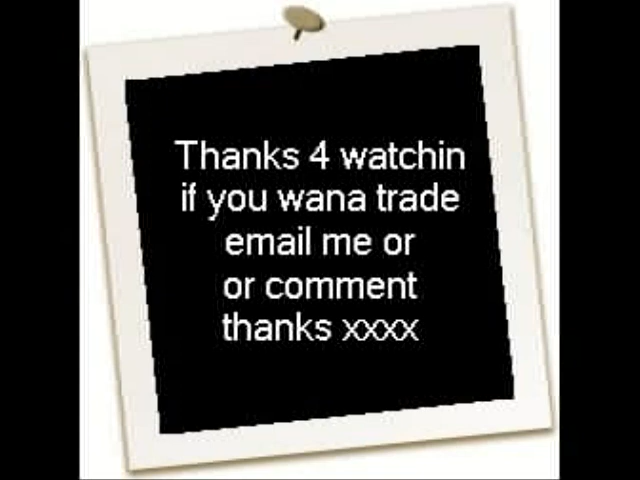 Thanks 4 watchin
if you wana trade
email me or
or comment
thanks xxxx